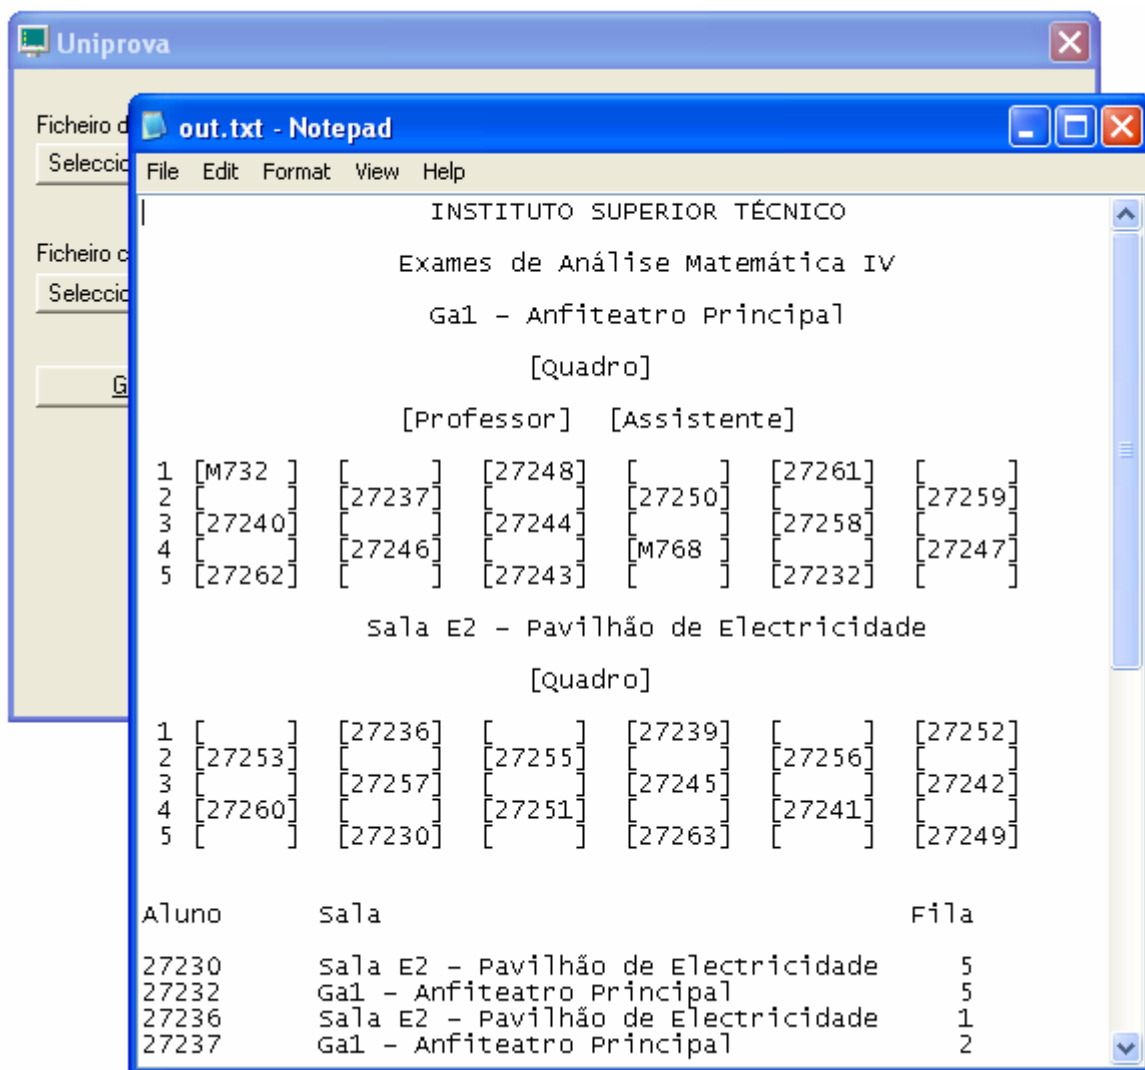 Uniprova
Ficheiro d
Selecci
Ficheiro c
Selecci
G
out.txt - Notepad
File Edit Format View Help
INSTITUTO SUPERIOR TÉCNICO
Exames de Análise Matemática IV
Ga1 – Anfiteatro Principal
[Quadro]
[Professor] [Assistente]
1 [M732 ] [ ] [27248] [ ] [27261] [ ]
2 [ ] [27237] [ ] [27250] [ ] [27259]
3 [27240] [ ] [27244] [ ] [27258] [ ]
4 [ ] [27246] [ ] [M768 ] [ ] [27247]
5 [27262] [ ] [27243] [ ] [27232] [ ]
Sala E2 – Pavilhão de Electricidade
[Quadro]
1 [ ] [27236] [ ] [27239] [ ] [27252]
2 [27253] [ ] [27255] [ ] [27256] [ ]
3 [ ] [27257] [ ] [27245] [ ] [27242]
4 [27260] [ ] [27251] [ ] [27241] [ ]
5 [ ] [27230] [ ] [27263] [ ] [27249]
Aluno Sala Fila
27230 Sala E2 – Pavilhão de Electricidade 5
27232 Ga1 – Anfiteatro Principal 5
27236 Sala E2 – Pavilhão de Electricidade 1
27237 Ga1 – Anfiteatro Principal 2